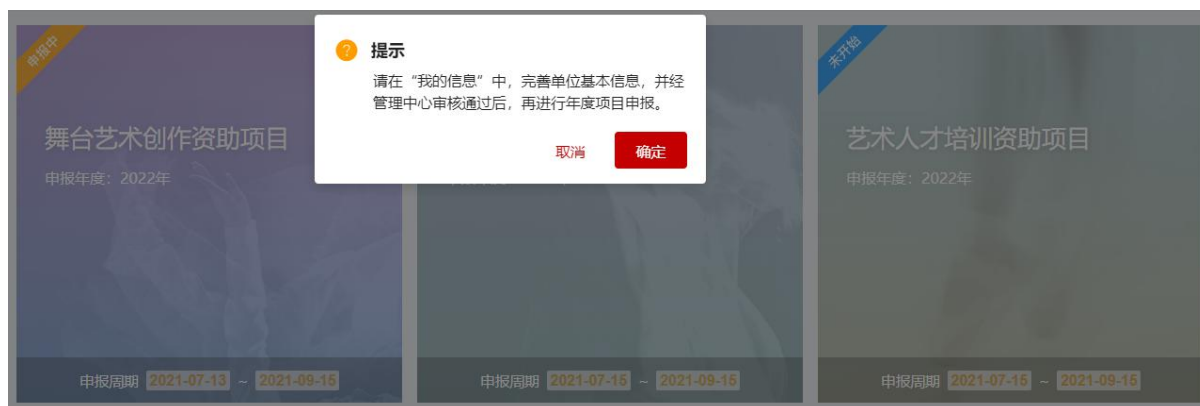 申报中
提示
请在“我的信息”中，完善单位基本信息，并经
管理中心审核通过后，再进行年度项目申报。
取消
确定
舞台艺术创作资助项目
申报年度：2022年
申报周期 2021-07-13 ~ 2021-09-15
申报周期 2021-07-15 ~ 2021-09-15
未开始
艺术人才培训资助项目
申报年度：2022年
申报周期 2021-07-15 ~ 2021-09-15